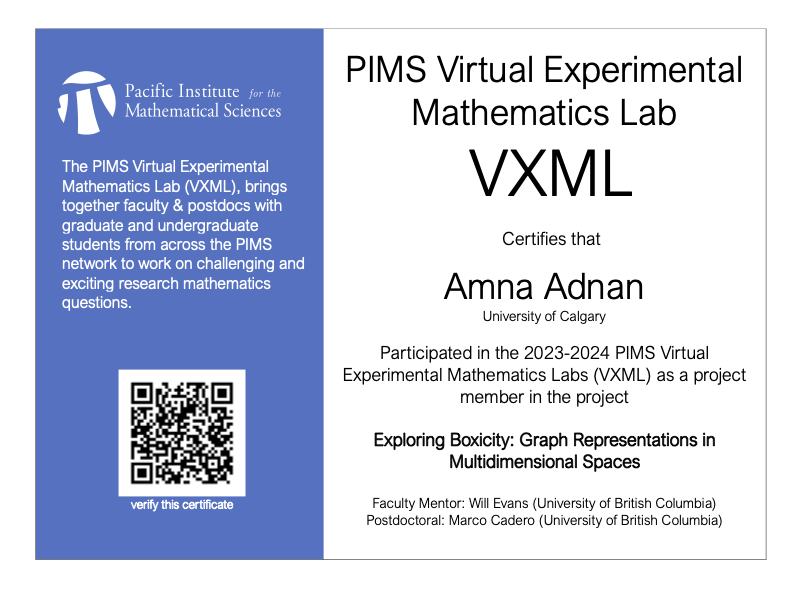 Pacific Institute for the
Mathematical Sciences
The PIMS Virtual Experimental
Mathematics Lab (VXML), brings
together faculty & postdocs with
graduate and undergraduate
students from across the PIMS
network to work on challenging and
exciting research mathematics
questions.
verify this certificate
PIMS Virtual Experimental
Mathematics Lab
VXML
Certifies that
Amna Adnan
University of Calgary
Participated in the 2023-2024 PIMS Virtual
Experimental Mathematics Labs (VXML) as a project
member in the project
Exploring Boxicity: Graph Representations in
Multidimensional Spaces
Faculty Mentor: Will Evans (University of British Columbia)
Postdoctoral: Marco Cadero (University of British Columbia)